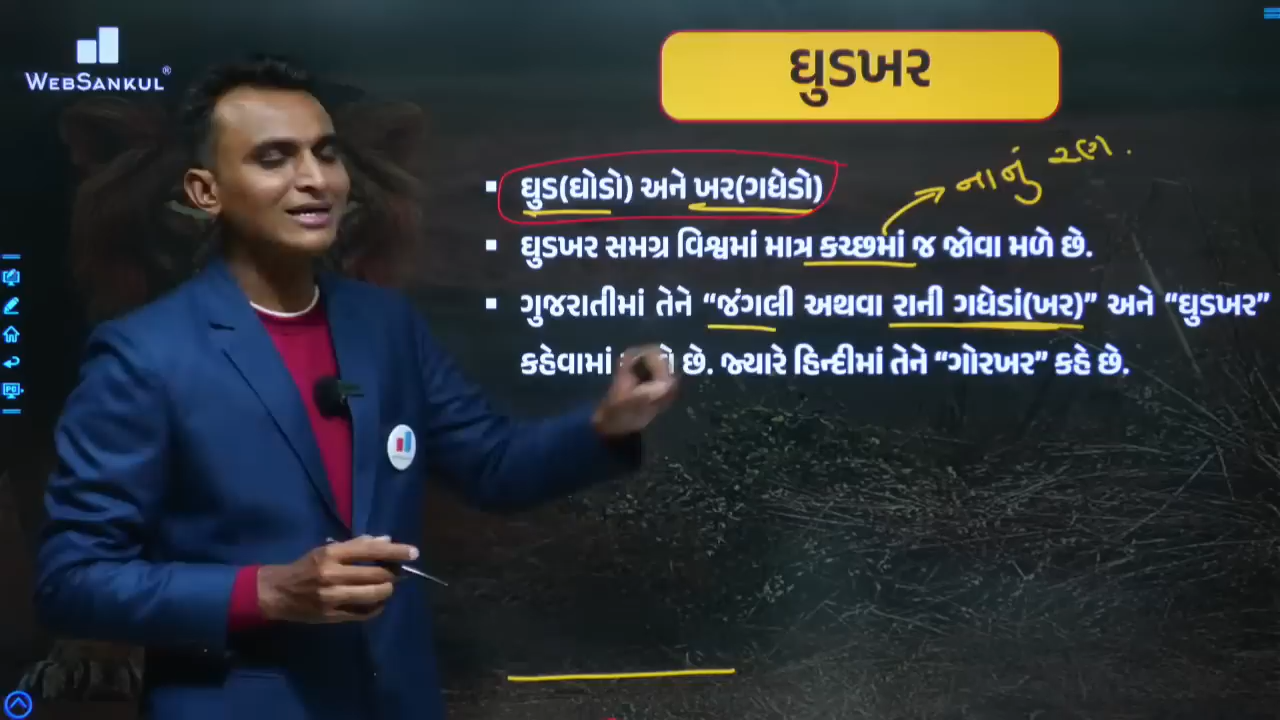 WEBSANKUL®
ઘુડખર
▪ ઘુડ(ઘોડો) અને ખર(ગધેડો)
નાનું રણ.
▪ ઘુડખર સમગ્ર વિશ્વમાં માત્ર કચ્છમાં જ જોવા મળે છે.
▪ ગુજરાતીમાં તેને “જંગલી અથવા રાની ગધેડાં(ખર)” અને “ઘુડખર”
કહેવામાં છે. જ્યારે હિન્દીમાં તેને “ગોરખર” કહે છે.
PC